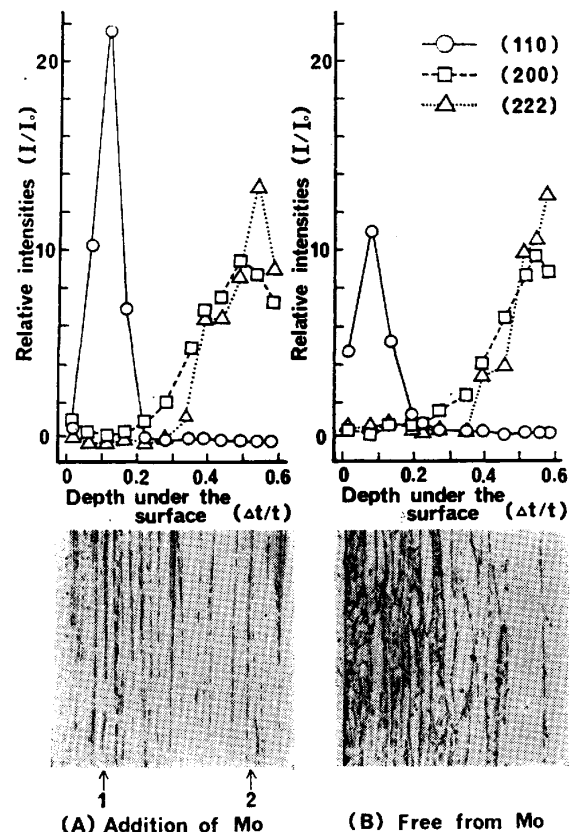 20
10
0
Relative intensities (I/I₀)
0 0.2 0.4 0.6
Depth under the
surface (Δt/t)
(110)
(200)
(222)
20
10
0
Relative intensities (I/I₀)
0 0.2 0.4 0.6
Depth under the
surface (Δt/t)
1 2
(A) Addition of Mo
(B) Free from Mo